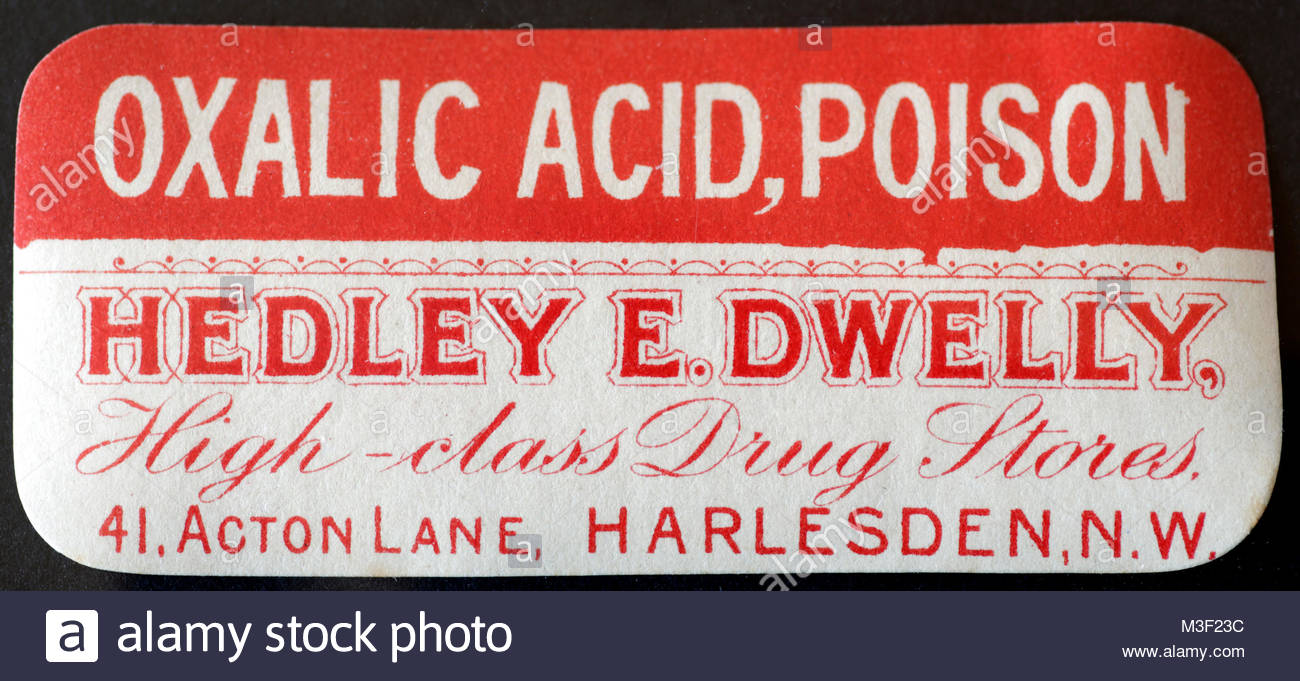 OXALIC ACID, POISON
HEDLEY E. DWELLY,
High-class Drug Stores.
41, ACTON LANE, HARLESDEN, N.W.
a alamy stock photo
M3F23C
www.alamy.com